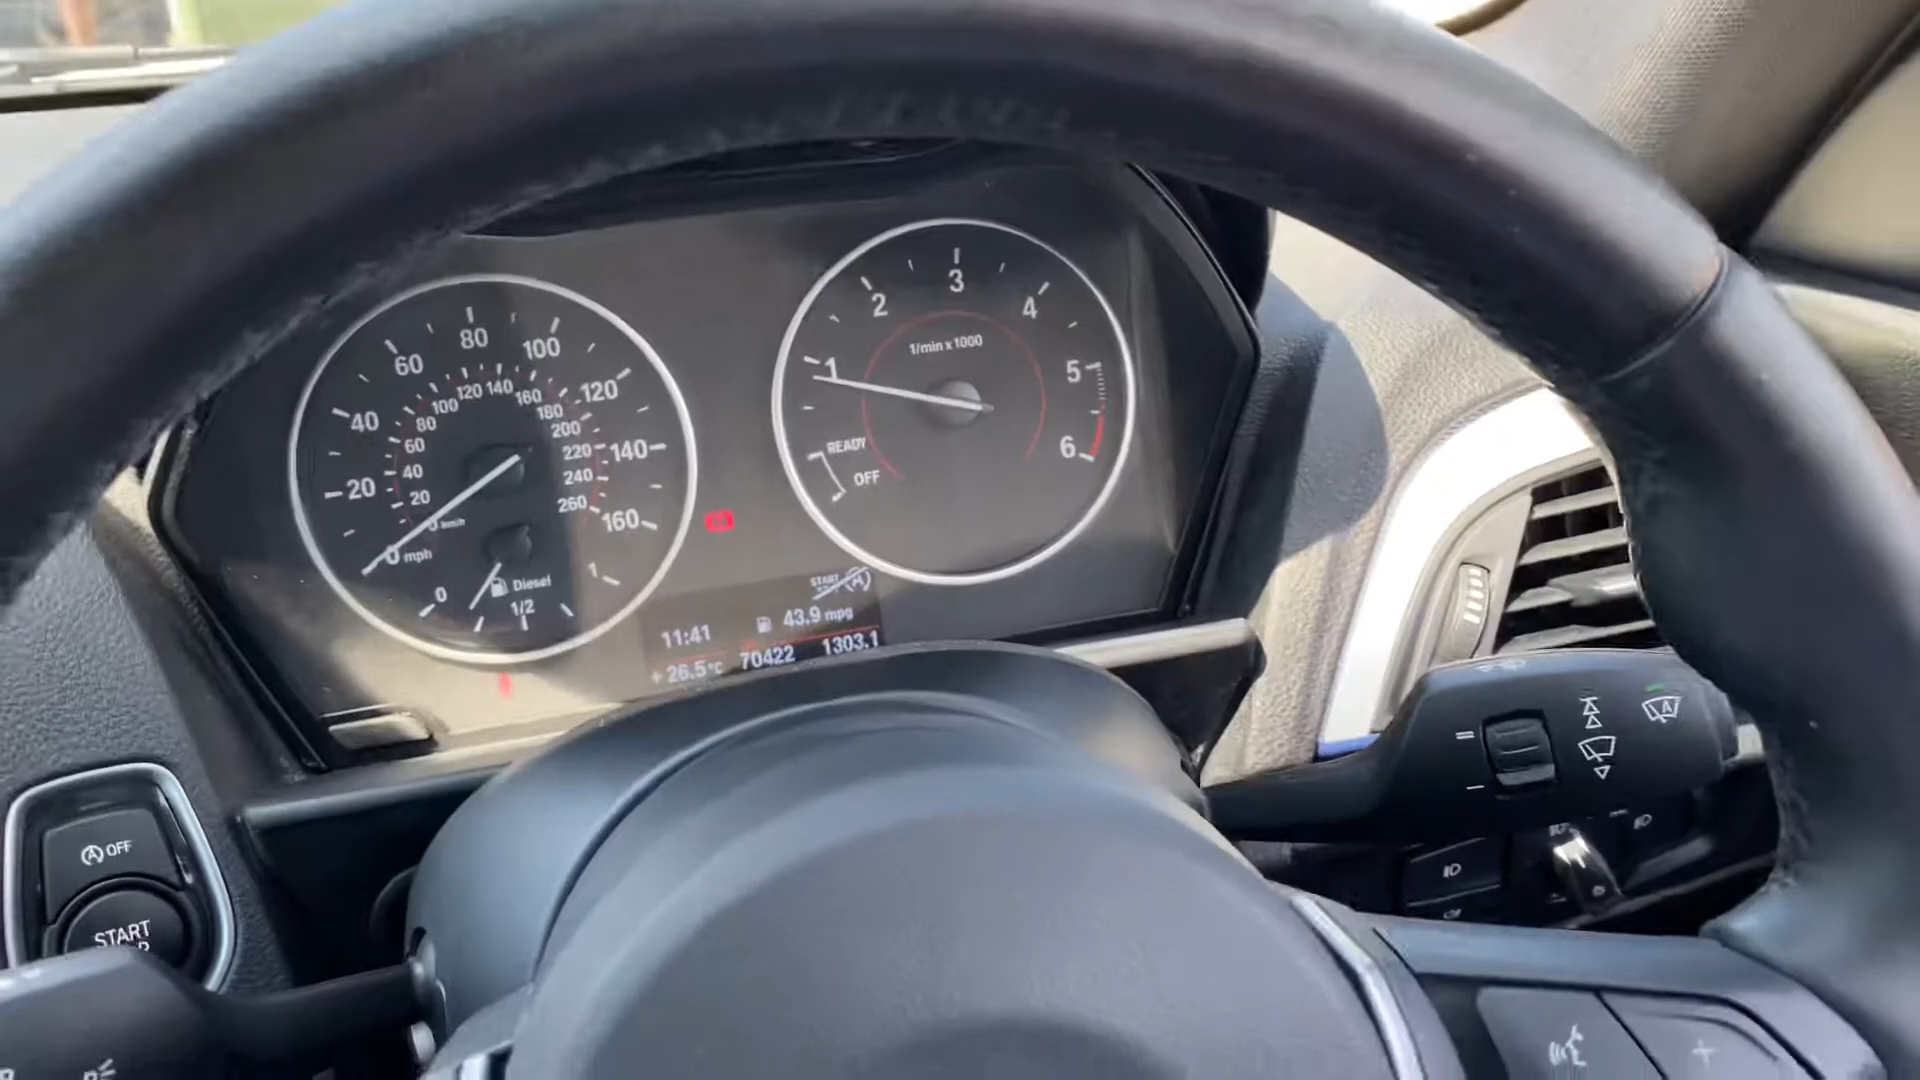 20
40
60
80
100
120
140
160
20
40
60
80
100
120
140
160
180
200
220
240
260
0 km/h
0 mph
0
Diesel
1/2
1
1
2
3
4
5
6
1/min x 1000
READY
OFF
START
11:41
43.9 mpg
+26.5°C
70422
1303.1
A OFF
START
A